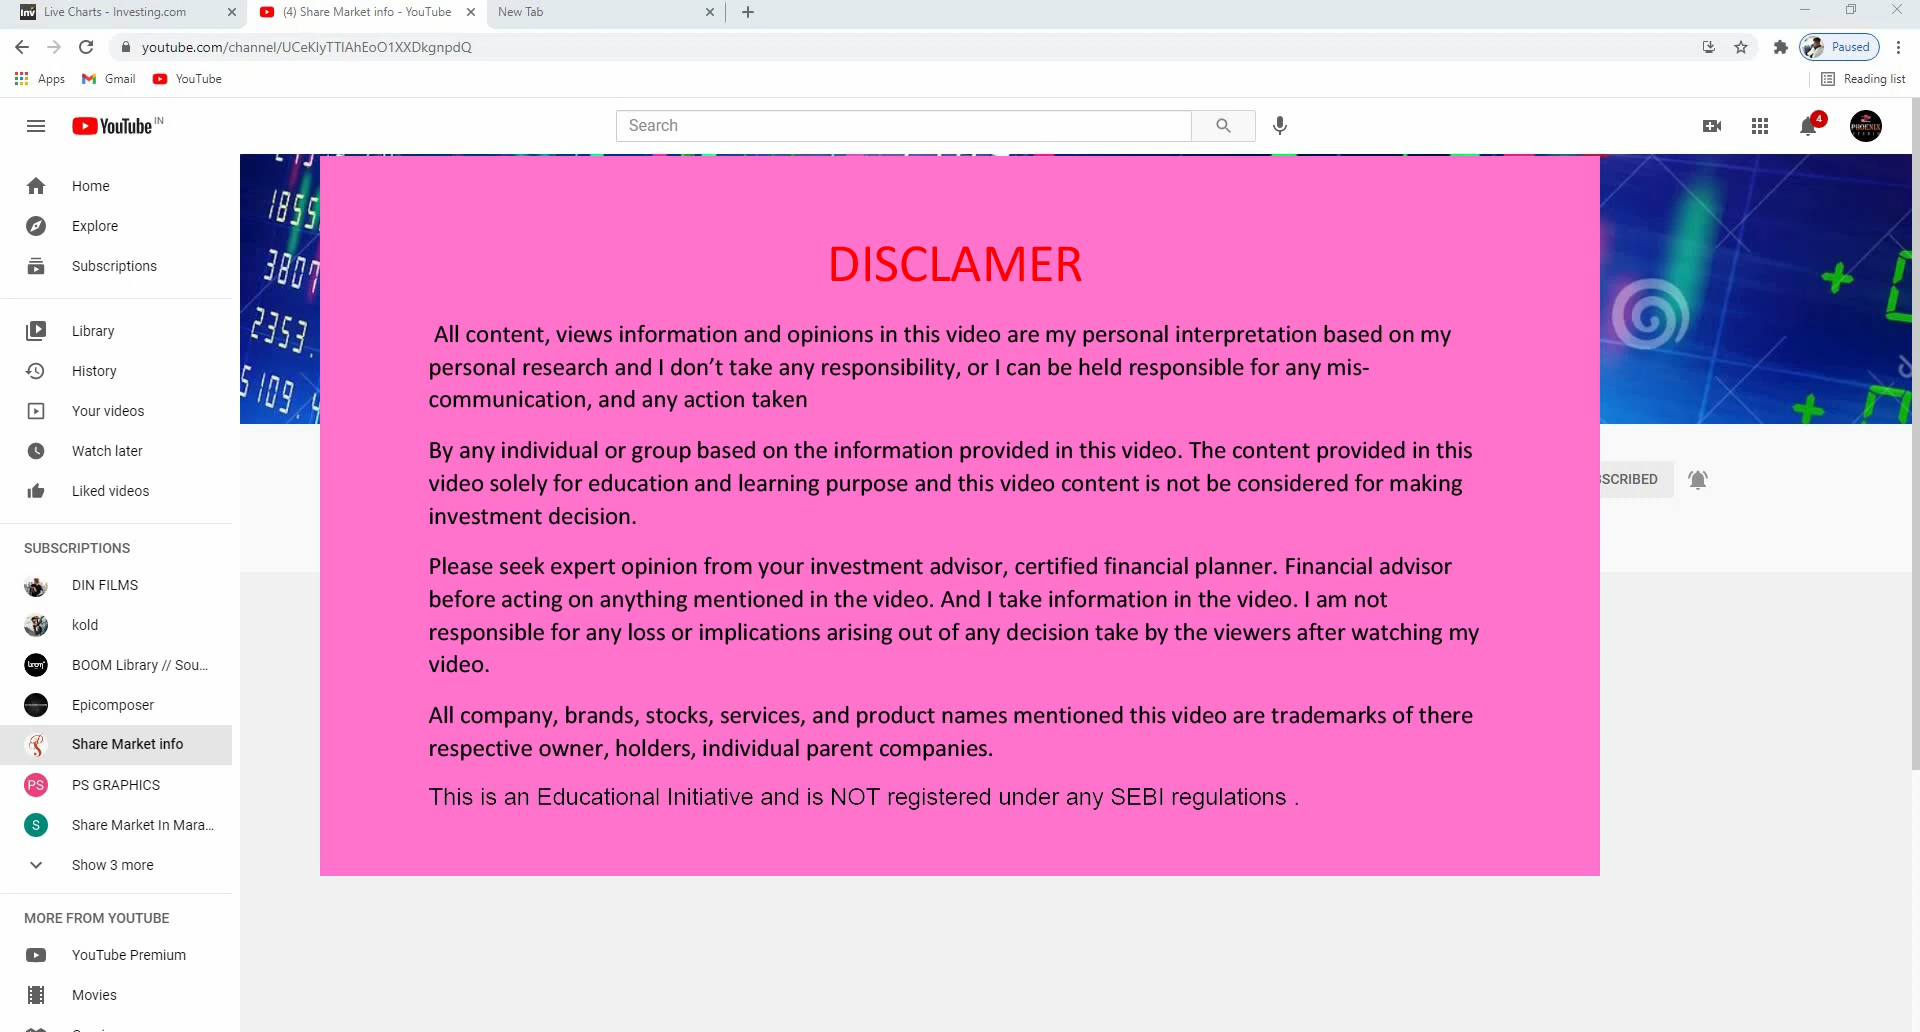 Live Charts - Investing.com
(4) Share Market info - YouTube
New Tab
youtube.com/channel/UCeKlyTTlAhEoO1XXDkgnpdQ
Paused
Apps
Gmail
YouTube
Reading list
YouTube IN
Search
4
Home
Explore
Subscriptions
Library
History
Your videos
Watch later
Liked videos
SUBSCRIPTIONS
DIN FILMS
kold
BOOM Library // Sou...
Epicomposer
Share Market info
PS PS GRAPHICS
S Share Market In Mara...
Show 3 more
MORE FROM YOUTUBE
YouTube Premium
Movies
1855
3807
2353.
5109.4
SCRIBED
DISCLAMER
All content, views information and opinions in this video are my personal interpretation based on my
personal research and I don’t take any responsibility, or I can be held responsible for any mis-
communication, and any action taken
By any individual or group based on the information provided in this video. The content provided in this
video solely for education and learning purpose and this video content is not be considered for making
investment decision.
Please seek expert opinion from your investment advisor, certified financial planner. Financial advisor
before acting on anything mentioned in the video. And I take information in the video. I am not
responsible for any loss or implications arising out of any decision take by the viewers after watching my
video.
All company, brands, stocks, services, and product names mentioned this video are trademarks of there
respective owner, holders, individual parent companies.
This is an Educational Initiative and is NOT registered under any SEBI regulations .